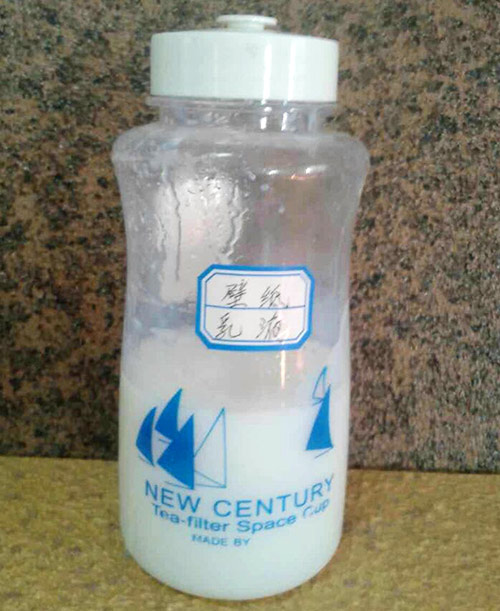 壁纸
乳液
NEW CENTURY
Tea-filter Space Cup
MADE BY